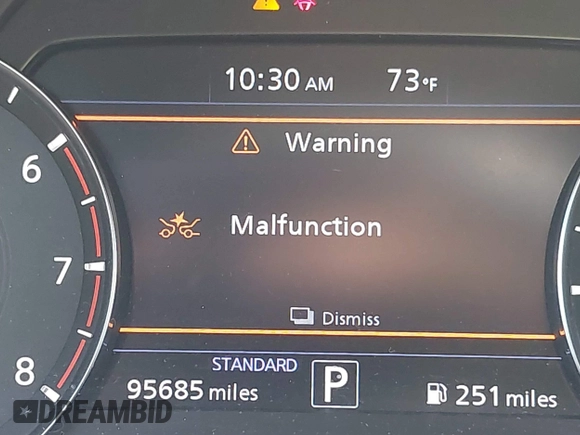 10:30 AM 73°F
Warning
6
Malfunction
7
Dismiss
STANDARD
8
95685 miles P 251 miles
DREAMBID